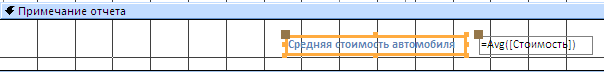 Примечание отчета
Средняя стоимость автомобиля =Avg([Стоимость])